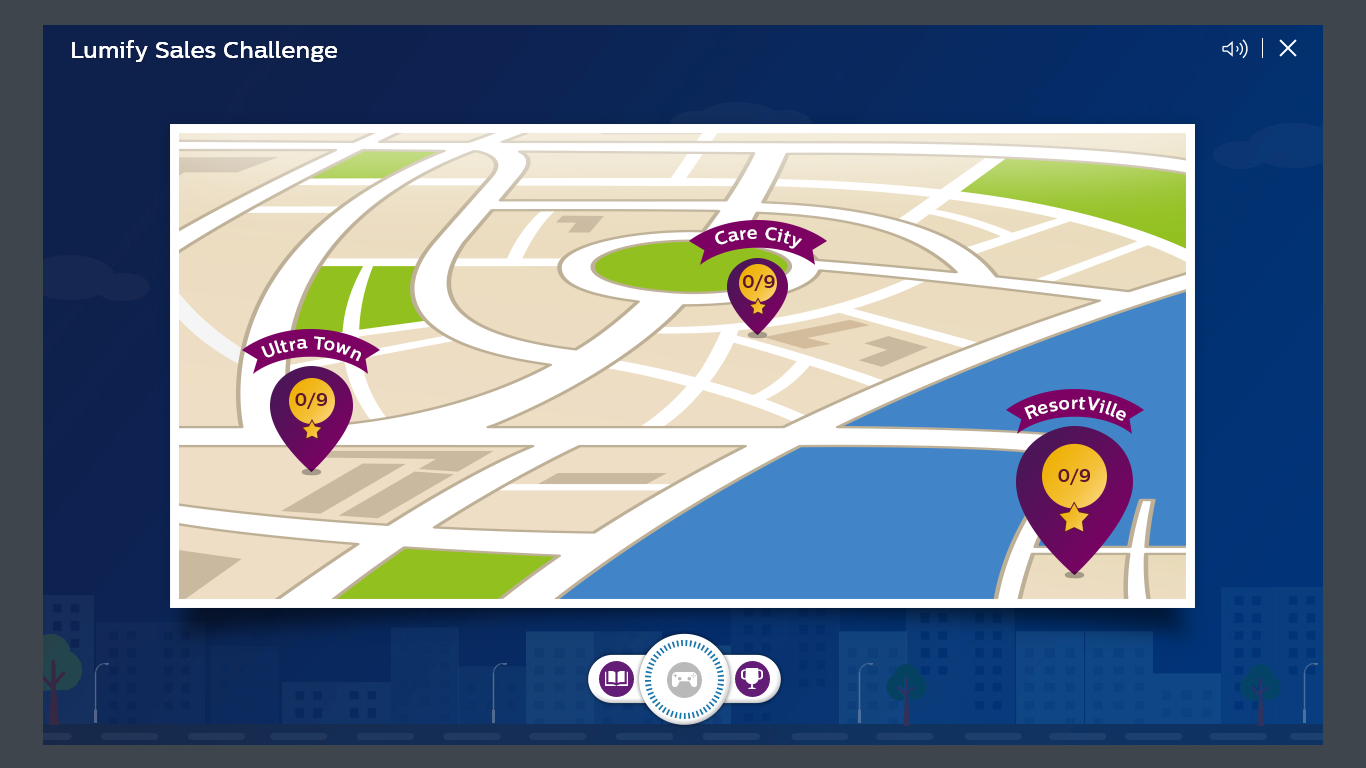 Lumify Sales Challenge
Care City
0/9
Ultra Town
0/9
ResortVille
0/9